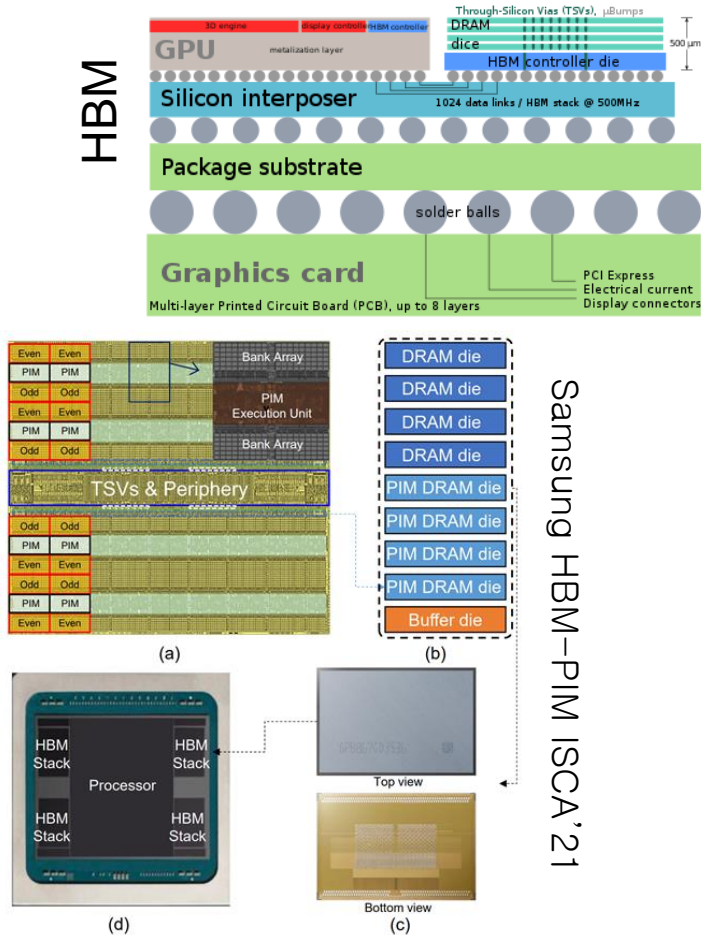 HBM
3D engine
display controller
HBM controller
GPU
metalization layer
Through-Silicon Vias (TSVs), µBumps
DRAM
dice
HBM controller die
500 µm
Silicon interposer
1024 data links / HBM stack @ 500MHz
Package substrate
solder balls
Graphics card
PCI Express
Electrical current
Display connectors
Multi-layer Printed Circuit Board (PCB), up to 8 layers
Even Even
PIM PIM
Odd Odd
Even Even
PIM PIM
Odd Odd
Bank Array
PIM
Execution Unit
Bank Array
TSVs & Periphery
Odd Odd
PIM PIM
Even Even
Odd Odd
PIM PIM
Even Even
(a)
DRAM die
DRAM die
DRAM die
DRAM die
PIM DRAM die
PIM DRAM die
PIM DRAM die
PIM DRAM die
Buffer die
(b)
Samsung HBM-PIM ISCA'21
HBM
Stack
HBM
Stack
Processor
HBM
Stack
HBM
Stack
(d)
Top view
Bottom view
(c)